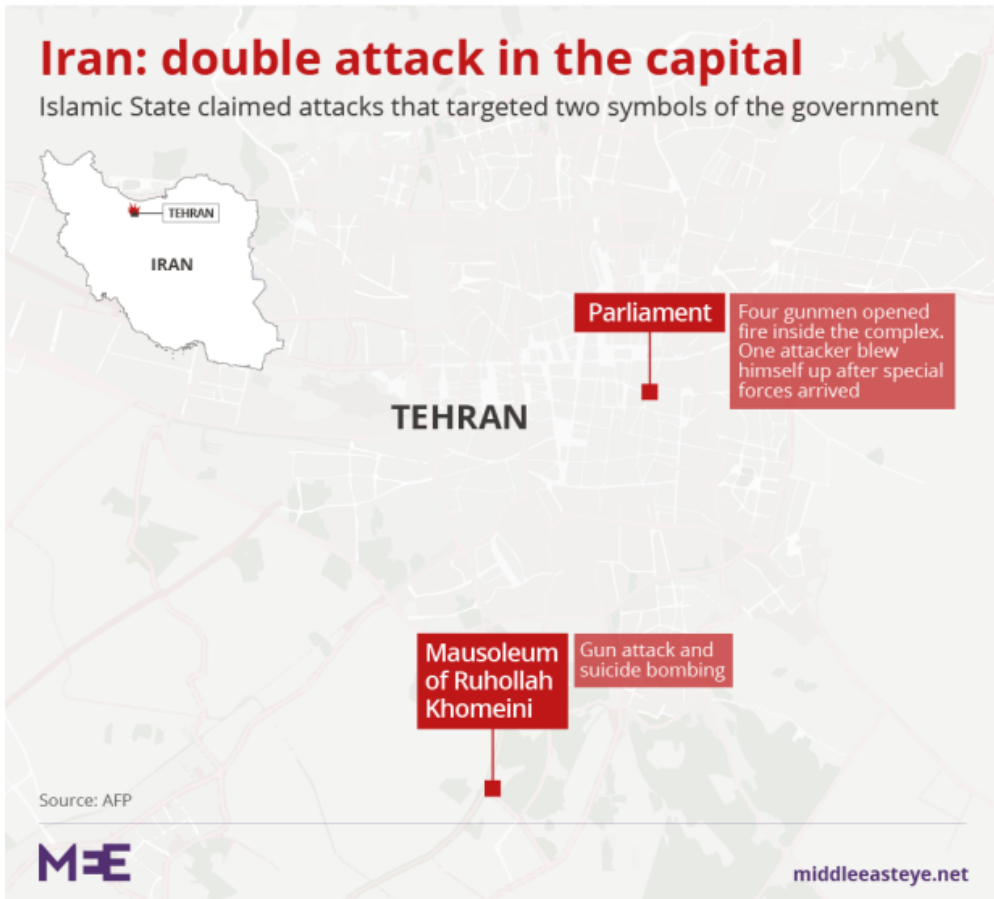 Iran: double attack in the capital
Islamic State claimed attacks that targeted two symbols of the government
TEHRAN
IRAN
Parliament
Four gunmen opened
fire inside the complex.
One attacker blew
himself up after special
forces arrived
TEHRAN
Mausoleum
of Ruhollah
Khomeini
Gun attack and
suicide bombing
Source: AFP
MEE
middleeasteye.net